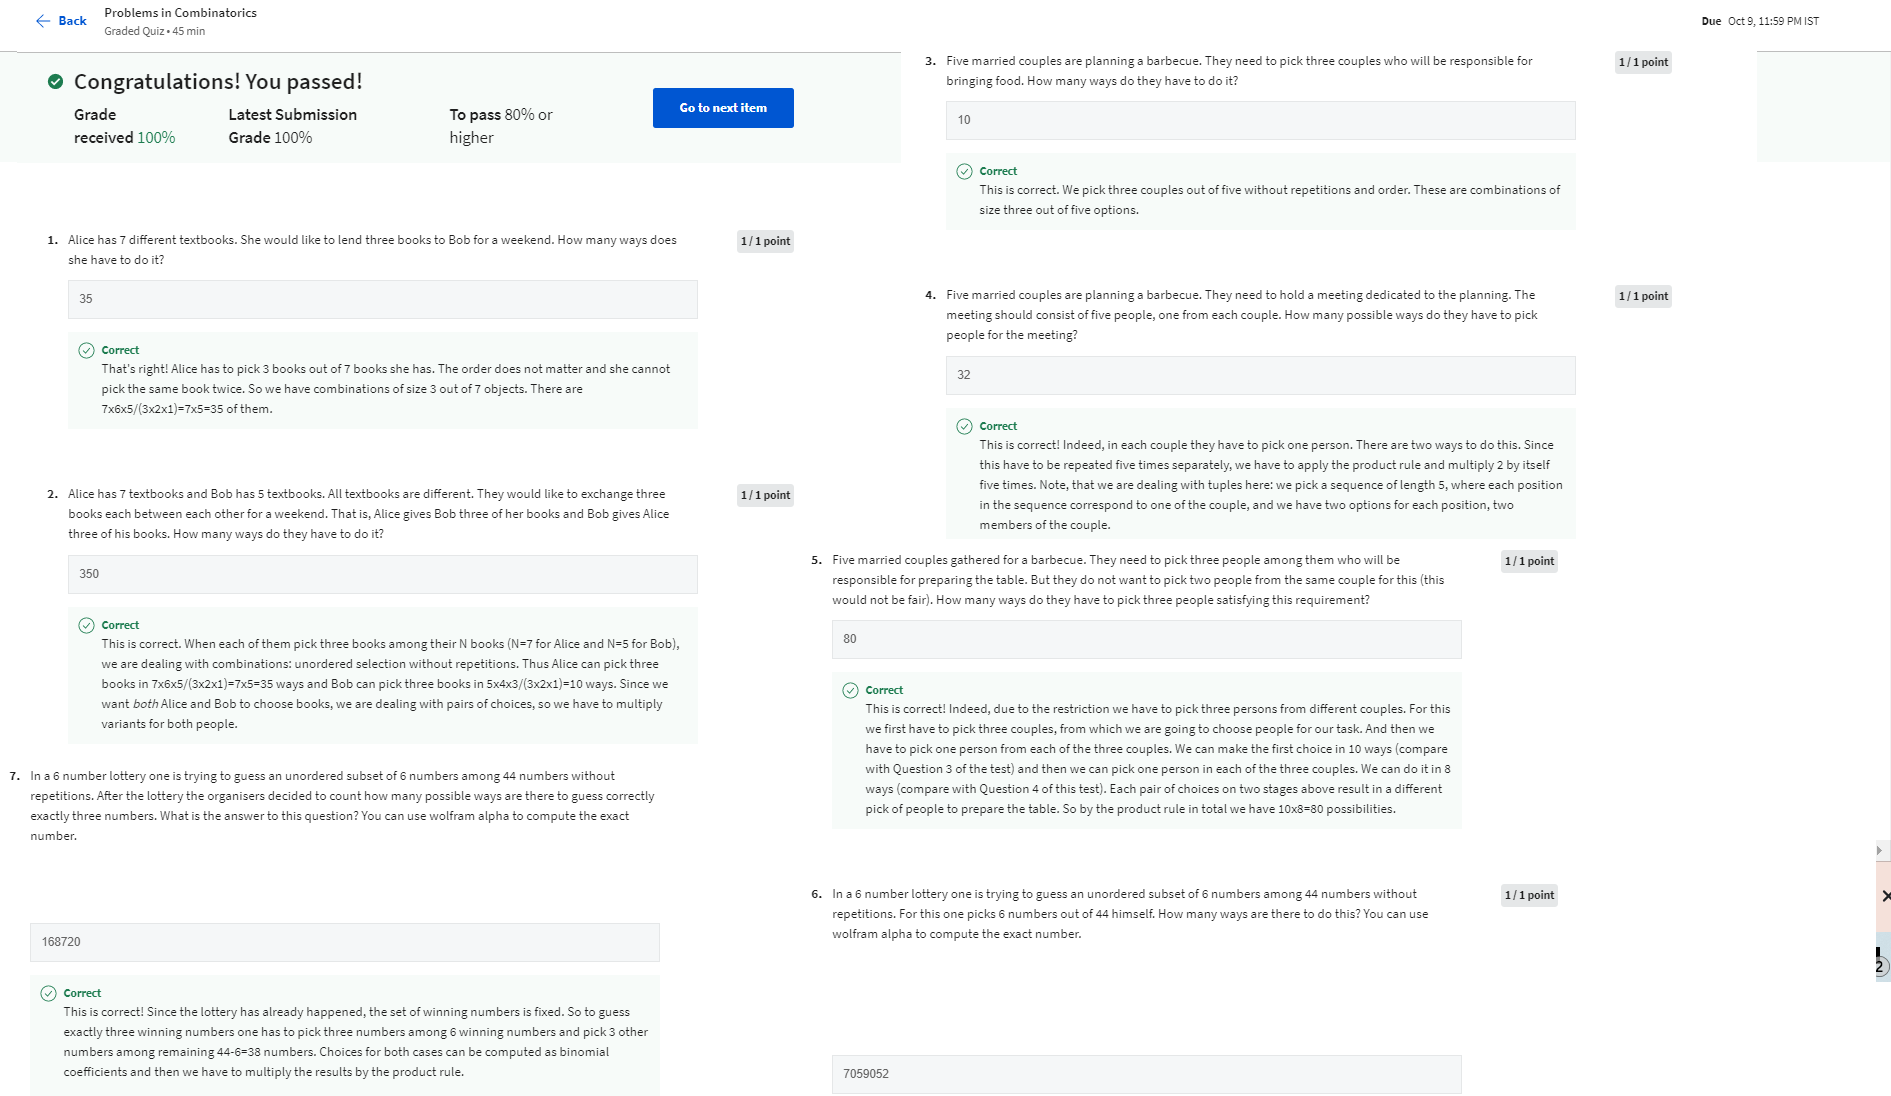 Back
Problems in Combinatorics
Graded Quiz • 45 min
Due Oct 9, 11:59 PM IST
Congratulations! You passed!
Grade received 100%
Latest Submission Grade 100%
To pass 80% or higher
Go to next item
1. Alice has 7 different textbooks. She would like to lend three books to Bob for a weekend. How many ways does
she have to do it?
1 / 1 point
35
Correct
That's right! Alice has to pick 3 books out of 7 books she has. The order does not matter and she cannot
pick the same book twice. So we have combinations of size 3 out of 7 objects. There are
7x6x5/(3x2x1)=7x5=35 of them.
2. Alice has 7 textbooks and Bob has 5 textbooks. All textbooks are different. They would like to exchange three
books each between each other for a weekend. That is, Alice gives Bob three of her books and Bob gives Alice
three of his books. How many ways do they have to do it?
1 / 1 point
350
Correct
This is correct. When each of them pick three books among their N books (N=7 for Alice and N=5 for Bob),
we are dealing with combinations: unordered selection without repetitions. Thus Alice can pick three
books in 7x6x5/(3x2x1)=7x5=35 ways and Bob can pick three books in 5x4x3/(3x2x1)=10 ways. Since we
want both Alice and Bob to choose books, we are dealing with pairs of choices, so we have to multiply
variants for both people.
3. Five married couples are planning a barbecue. They need to pick three couples who will be responsible for
bringing food. How many ways do they have to do it?
1 / 1 point
10
Correct
This is correct. We pick three couples out of five without repetitions and order. These are combinations of
size three out of five options.
4. Five married couples are planning a barbecue. They need to hold a meeting dedicated to the planning. The
meeting should consist of five people, one from each couple. How many possible ways do they have to pick
people for the meeting?
1 / 1 point
32
Correct
This is correct! Indeed, in each couple they have to pick one person. There are two ways to do this. Since
this have to be repeated five times separately, we have to apply the product rule and multiply 2 by itself
five times. Note, that we are dealing with tuples here: we pick a sequence of length 5, where each position
in the sequence correspond to one of the couple, and we have two options for each position, two
members of the couple.
5. Five married couples gathered for a barbecue. They need to pick three people among them who will be
responsible for preparing the table. But they do not want to pick two people from the same couple for this (this
would not be fair). How many ways do they have to pick three people satisfying this requirement?
1 / 1 point
80
Correct
This is correct! Indeed, due to the restriction we have to pick three persons from different couples. For this
we first have to pick three couples, from which we are going to choose people for our task. And then we
have to pick one person from each of the three couples. We can make the first choice in 10 ways (compare
with Question 3 of the test) and then we can pick one person in each of the three couples. We can do it in 8
ways (compare with Question 4 of this test). Each pair of choices on two stages above result in a different
pick of people to prepare the table. So by the product rule in total we have 10x8=80 possibilities.
6. In a 6 number lottery one is trying to guess an unordered subset of 6 numbers among 44 numbers without
repetitions. For this one picks 6 numbers out of 44 himself. How many ways are there to do this? You can use
wolfram alpha to compute the exact number.
1 / 1 point
7059052
7. In a 6 number lottery one is trying to guess an unordered subset of 6 numbers among 44 numbers without
repetitions. After the lottery the organisers decided to count how many possible ways are there to guess correctly
exactly three numbers. What is the answer to this question? You can use wolfram alpha to compute the exact
number.
168720
Correct
This is correct! Since the lottery has already happened, the set of winning numbers is fixed. So to guess
exactly three winning numbers one has to pick three numbers among 6 winning numbers and pick 3 other
numbers among remaining 44-6=38 numbers. Choices for both cases can be computed as binomial
coefficients and then we have to multiply the results by the product rule.
2